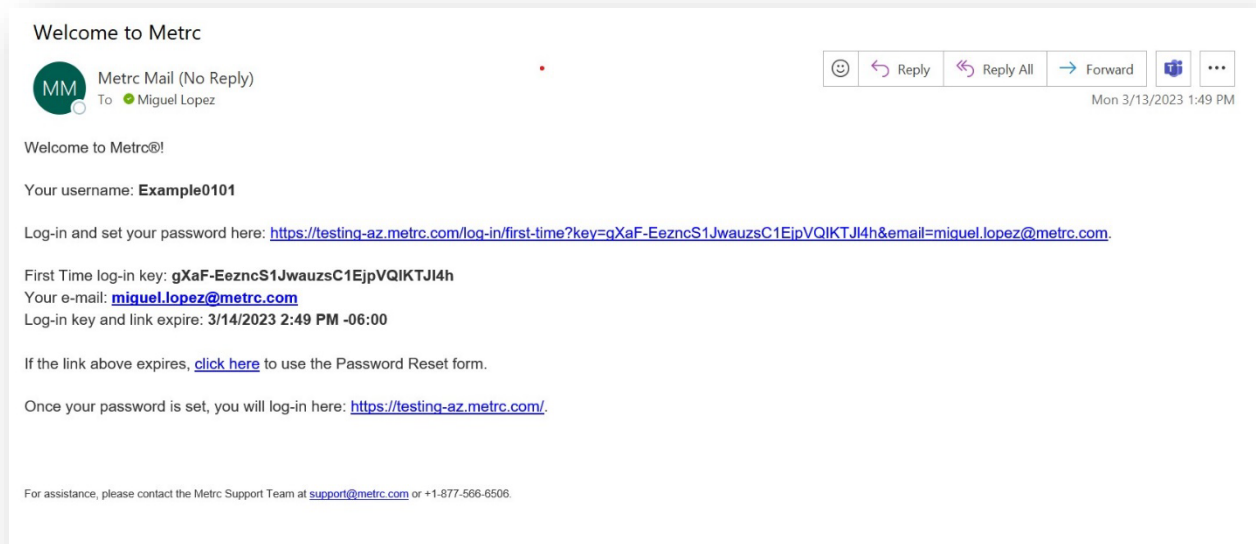 Welcome to Metrc
MM
Metrc Mail (No Reply)
To Miguel Lopez
Reply
Reply All
Forward
Mon 3/13/2023 1:49 PM
Welcome to Metrc®!
Your username: Example0101
Log-in and set your password here: https://testing-az.metrc.com/log-in/first-time?key=gXaF-EezncS1JwauzsC1EjpVQIKTJI4h&email=miguel.lopez@metrc.com.
First Time log-in key: gXaF-EezncS1JwauzsC1EjpVQIKTJI4h
Your e-mail: miguel.lopez@metrc.com
Log-in key and link expire: 3/14/2023 2:49 PM -06:00
If the link above expires, click here to use the Password Reset form.
Once your password is set, you will log-in here: https://testing-az.metrc.com/.
For assistance, please contact the Metrc Support Team at support@metrc.com or +1-877-566-6506.